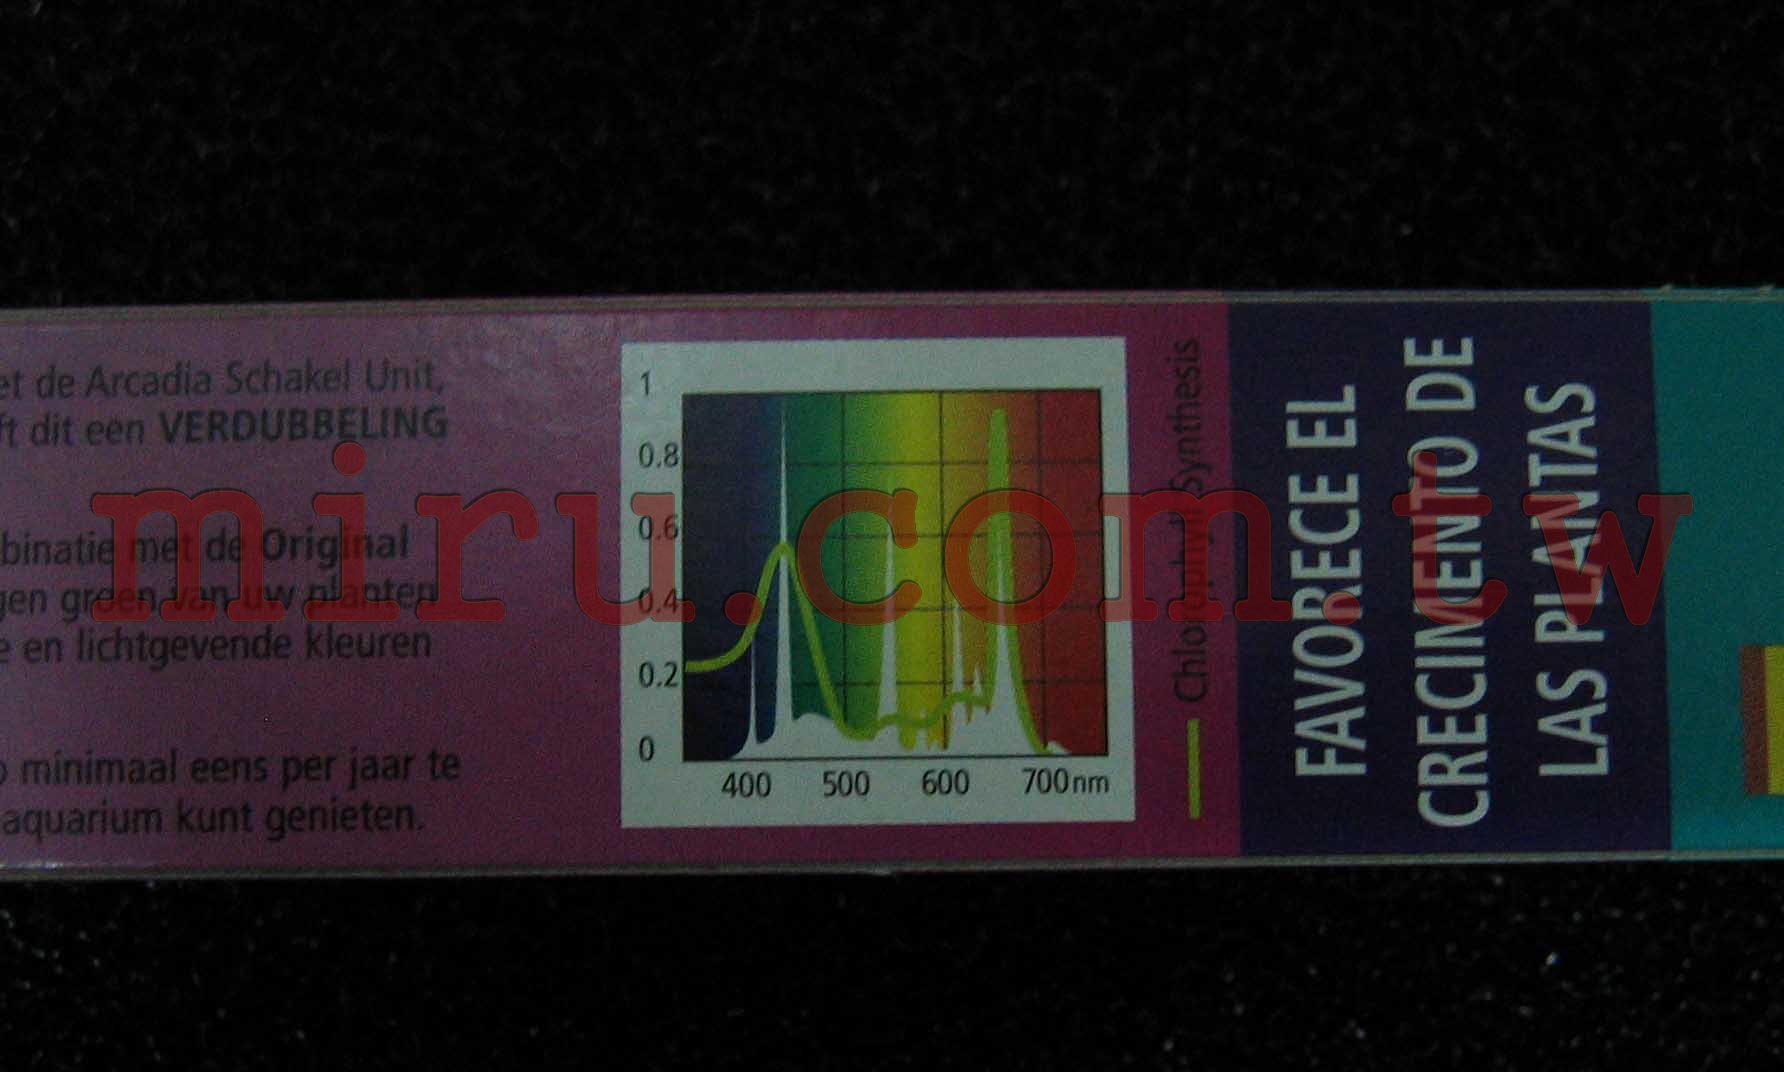 et de Arcadia Schakel Unit,
ft dit een VERDUBBELING
binatie met de Original
gen groen van uw planten
e en lichtgevende kleuren
minimaal eens per jaar te
aquarium kunt genieten.
1
0.8
0.6
0.4
0.2
0
400 500 600 700nm
Chlorophyll Synthesis
FAVORECE EL
CRECIMIENTO DE
LAS PLANTAS
miru.com.tw